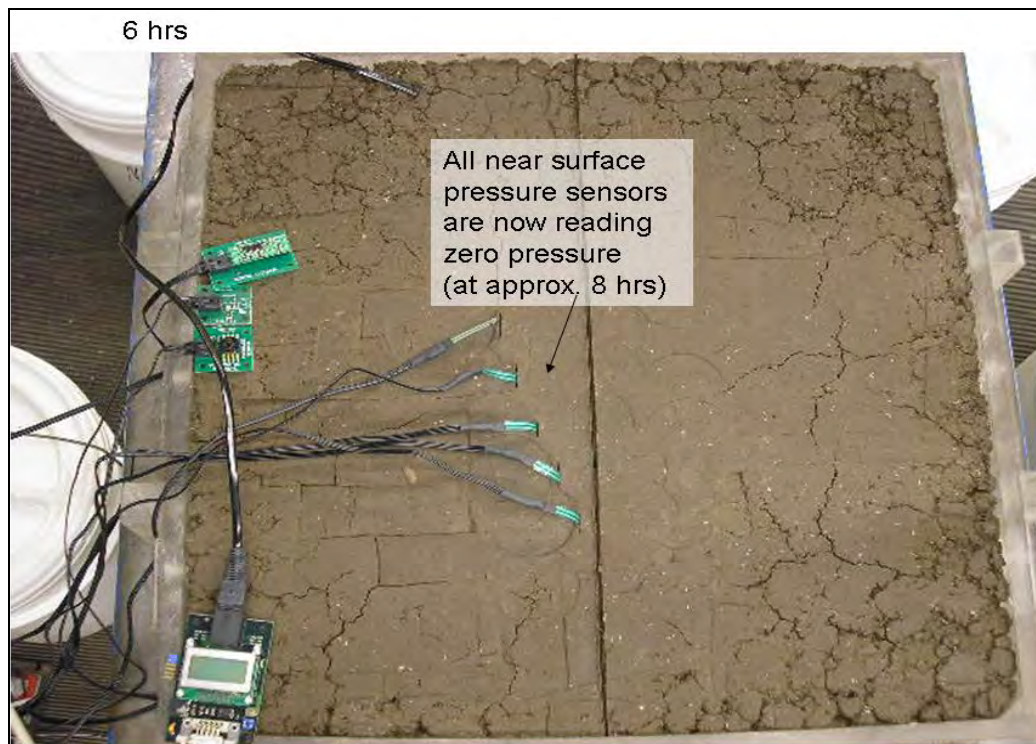 6 hrs
All near surface
pressure sensors
are now reading
zero pressure
(at approx. 8 hrs)